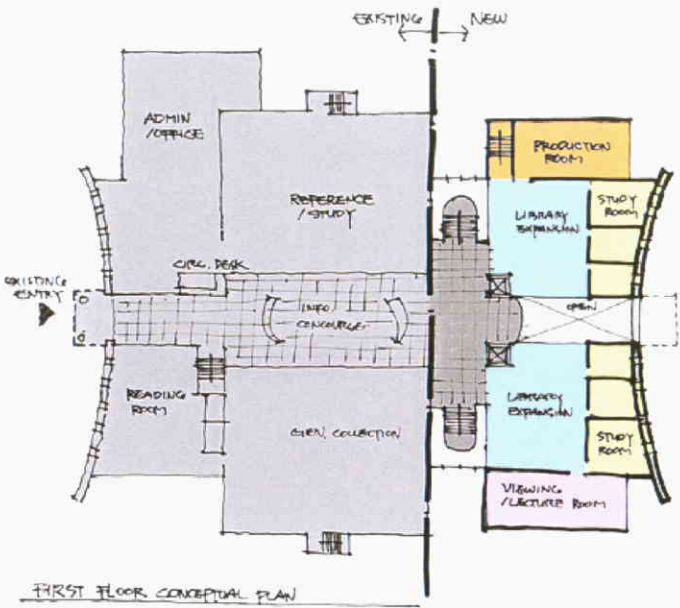 EXISTING
NEW
ADMIN
/OFFICE
PRODUCTION
ROOM
REFERENCE
/STUDY
STUDY
ROOM
LIBRARY
EXPANSION
CIRC. DESK
EXISTING
ENTRY
INFO
CONCOURSE
OPEN
READING
ROOM
GEN. COLLECTION
LIBRARY
EXPANSION
STUDY
ROOM
VIEWING
/LECTURE ROOM
FIRST FLOOR CONCEPTUAL PLAN